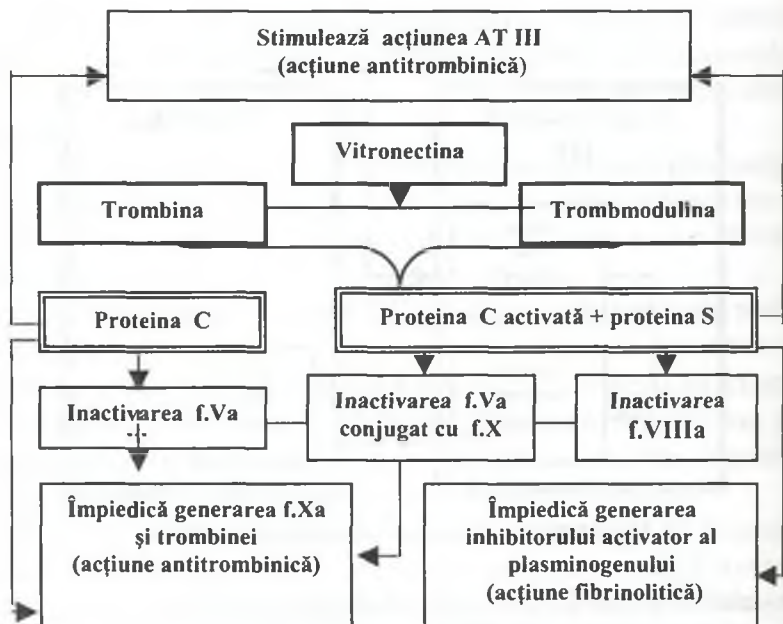 Stimulează acțiunea AT III
(acțiune antitrombinică)
Vitronectina
Trombina
Trombmodulina
Proteina C
Proteina C activată + proteina S
Inactivarea f.Va
Inactivarea f.Va
conjugat cu f.X
Inactivarea
f.VIIIa
Împiedică generarea f.Xa
și trombinei
(acțiune antitrombinică)
Împiedică generarea
inhibitorului activator al
plasminogenului
(acțiune fibrinolitică)